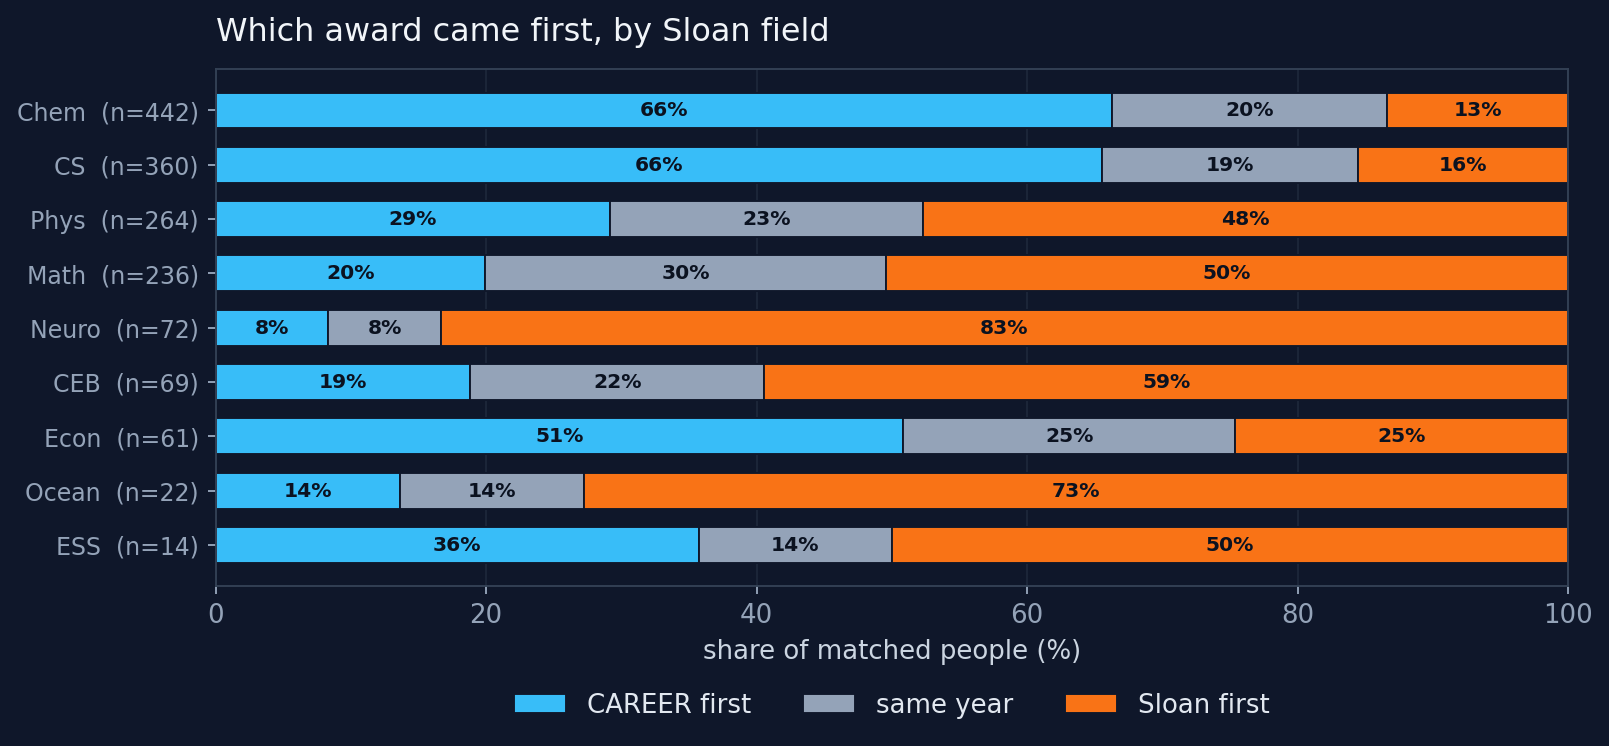 Which award came first, by Sloan field
Chem (n=442) 66% 20% 13%
CS (n=360) 66% 19% 16%
Phys (n=264) 29% 23% 48%
Math (n=236) 20% 30% 50%
Neuro (n=72) 8% 8% 83%
CEB (n=69) 19% 22% 59%
Econ (n=61) 51% 25% 25%
Ocean (n=22) 14% 14% 73%
ESS (n=14) 36% 14% 50%
0 20 40 60 80 100
share of matched people (%)
CAREER first same year Sloan first